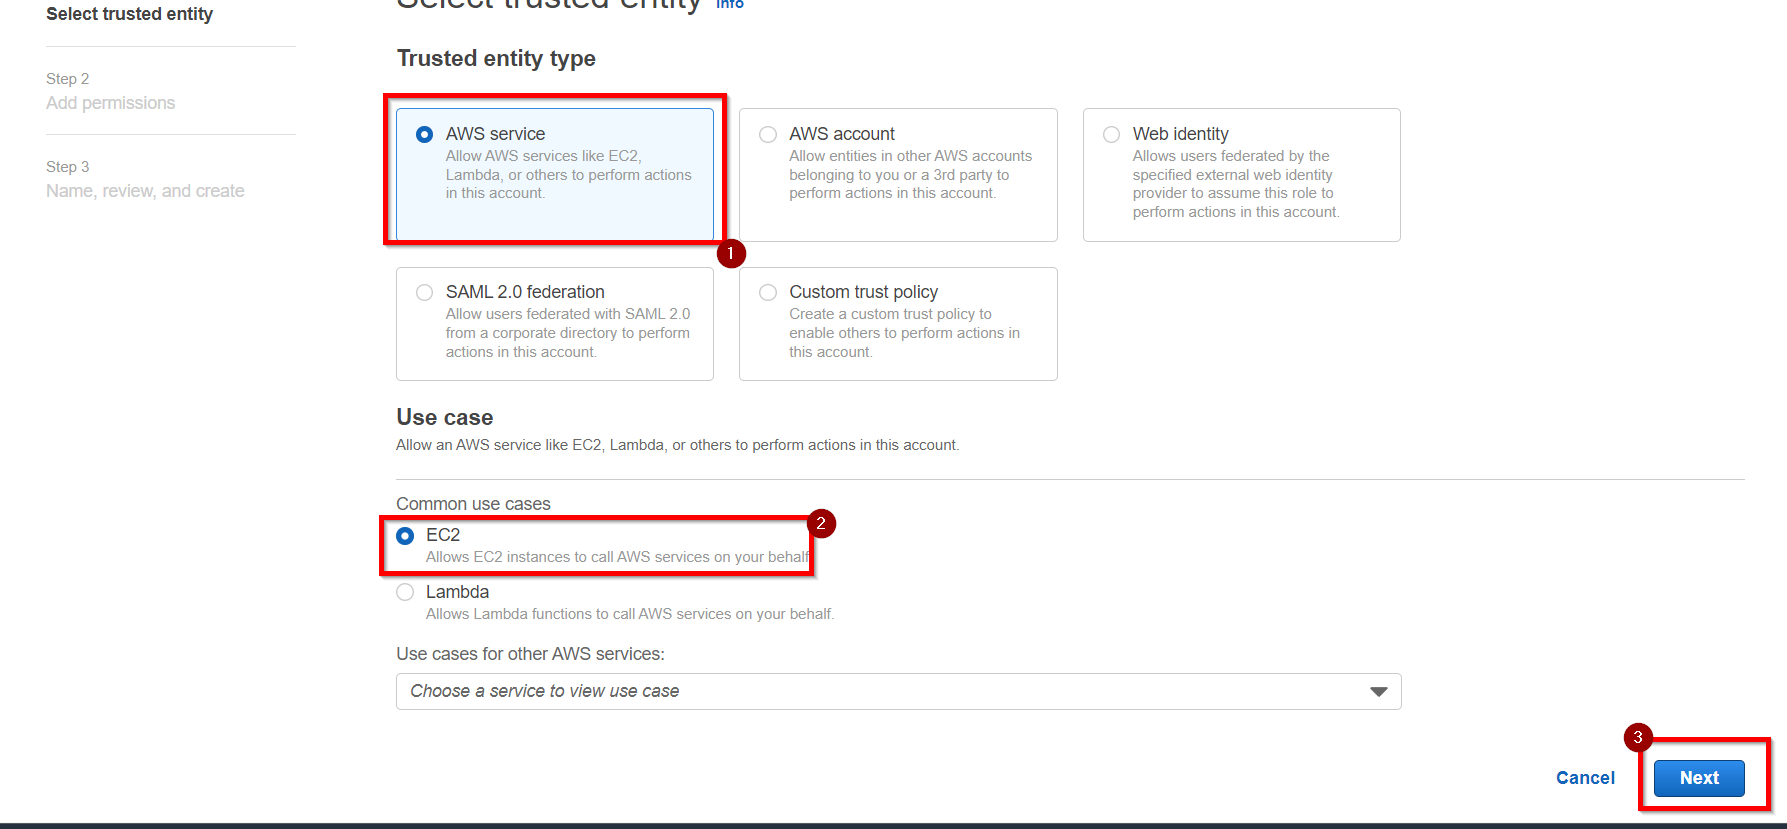 Select trusted entity
Step 2
Add permissions
Step 3
Name, review, and create
Select trusted entity Info
Trusted entity type
AWS service
Allow AWS services like EC2,
Lambda, or others to perform actions
in this account.
1
AWS account
Allow entities in other AWS accounts
belonging to you or a 3rd party to
perform actions in this account.
Web identity
Allows users federated by the
specified external web identity
provider to assume this role to
perform actions in this account.
SAML 2.0 federation
Allow users federated with SAML 2.0
from a corporate directory to perform
actions in this account.
Custom trust policy
Create a custom trust policy to
enable others to perform actions in
this account.
Use case
Allow an AWS service like EC2, Lambda, or others to perform actions in this account.
Common use cases
2
EC2
Allows EC2 instances to call AWS services on your behalf
Lambda
Allows Lambda functions to call AWS services on your behalf.
Use cases for other AWS services:
Choose a service to view use case
3
Cancel
Next